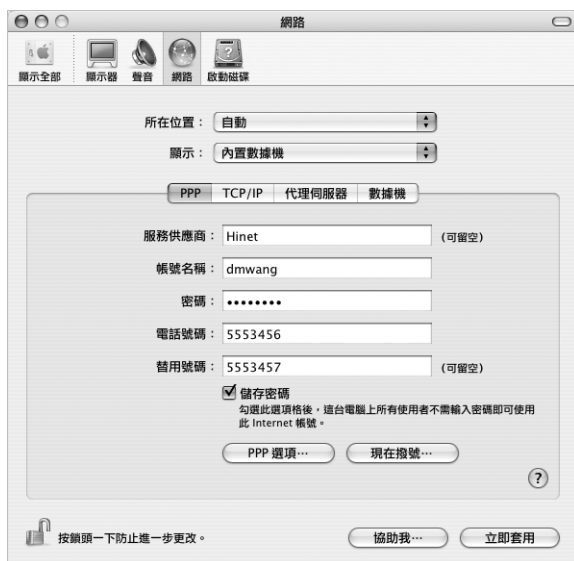 網路
顯示全部 顯示器 聲音 網路 啟動磁碟
所在位置： 自動
顯示： 內置數據機
PPP TCP/IP 代理伺服器 數據機
服務供應商： Hinet (可留空)
帳號名稱： dmwang
密碼： ••••••••
電話號碼： 5553456
替用號碼： 5553457 (可留空)
儲存密碼
勾選此選項格後，這台電腦上所有使用者不需輸入密碼即可使用
此 Internet 帳號。
PPP 選項⋯ 現在撥號⋯
?
按鎖頭一下防止進一步更改。 協助我⋯ 立即套用